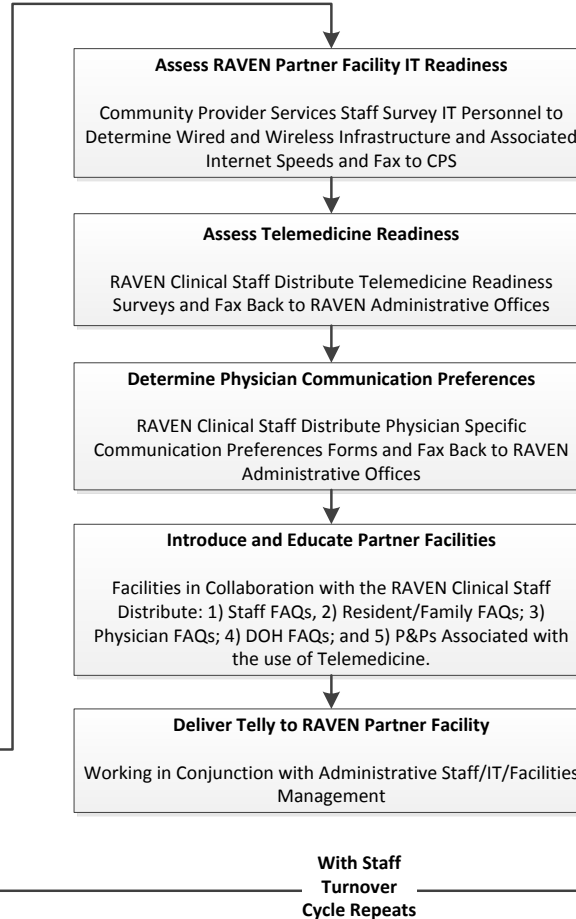 Assess RAVEN Partner Facility IT Readiness
Community Provider Services Staff Survey IT Personnel to
Determine Wired and Wireless Infrastructure and Associated
Internet Speeds and Fax to CPS
Assess Telemedicine Readiness
RAVEN Clinical Staff Distribute Telemedicine Readiness
Surveys and Fax Back to RAVEN Administrative Offices
Determine Physician Communication Preferences
RAVEN Clinical Staff Distribute Physician Specific
Communication Preferences Forms and Fax Back to RAVEN
Administrative Offices
Introduce and Educate Partner Facilities
Facilities in Collaboration with the RAVEN Clinical Staff
Distribute: 1) Staff FAQs, 2) Resident/Family FAQs; 3)
Physician FAQs; 4) DOH FAQs; and 5) P&Ps Associated with
the use of Telemedicine.
Deliver Telly to RAVEN Partner Facility
Working in Conjunction with Administrative Staff/IT/Facilities
Management
With Staff
Turnover
Cycle Repeats